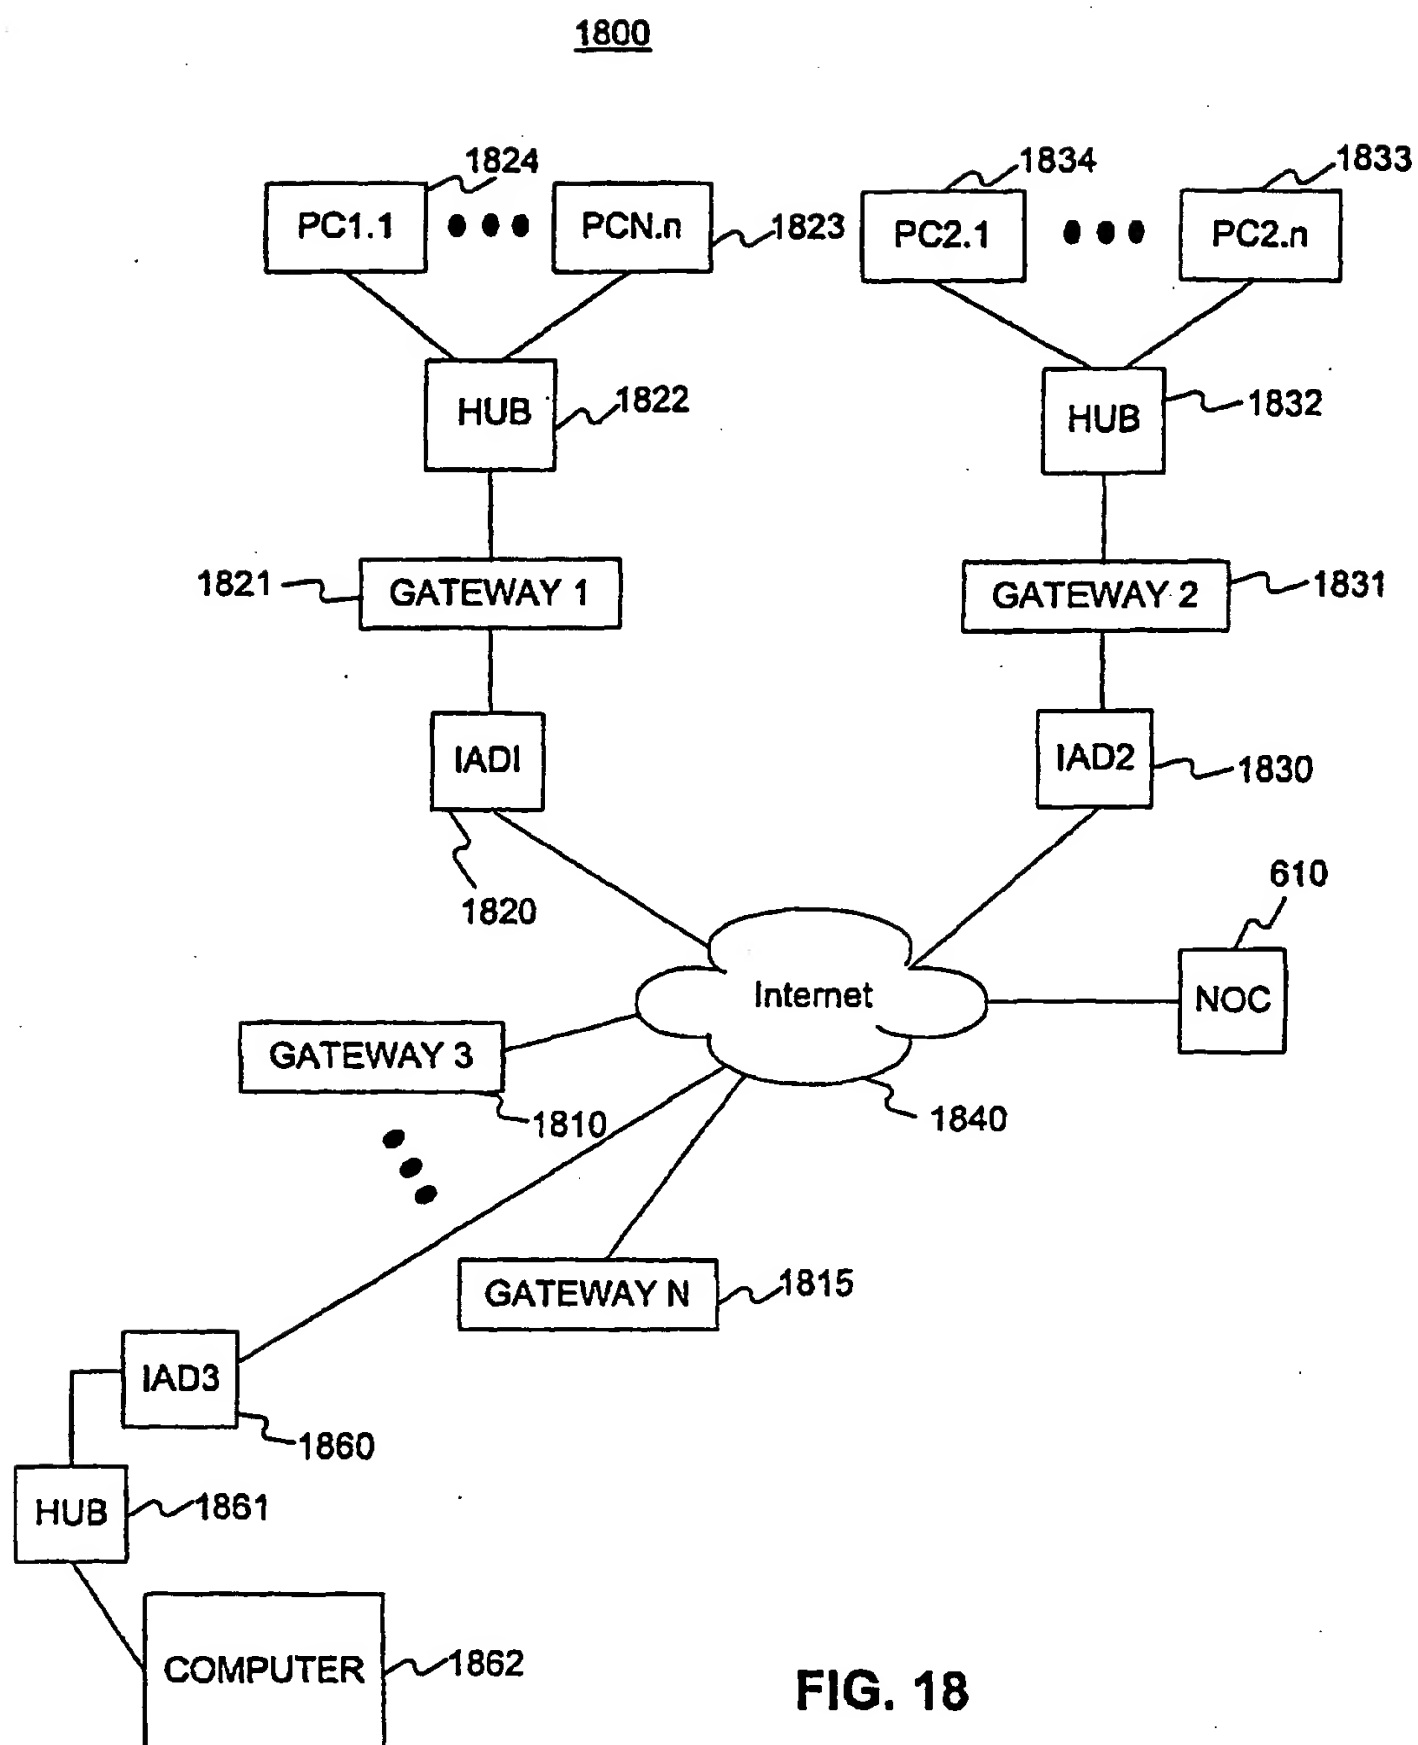 1800
1824
1834
1833
PC1.1
PCN.n
1823
PC2.1
PC2.n
HUB
1822
HUB
1832
1821
GATEWAY 1
GATEWAY 2
1831
IADI
IAD2
1830
1820
610
Internet
NOC
GATEWAY 3
1810
1840
GATEWAY N
1815
IAD3
1860
HUB
1861
COMPUTER
1862
FIG. 18